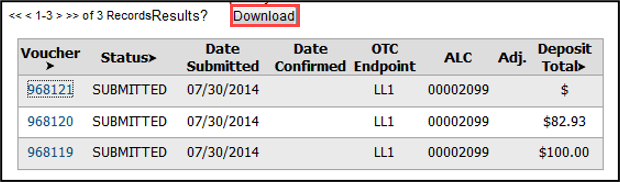 << < 1-3 > >> of 3 RecordsResults? Download
Voucher Status Date Submitted Date Confirmed OTC Endpoint ALC Adj. Deposit Total
968121 SUBMITTED 07/30/2014 LL1 00002099 $
968120 SUBMITTED 07/30/2014 LL1 00002099 $82.93
968119 SUBMITTED 07/30/2014 LL1 00002099 $100.00